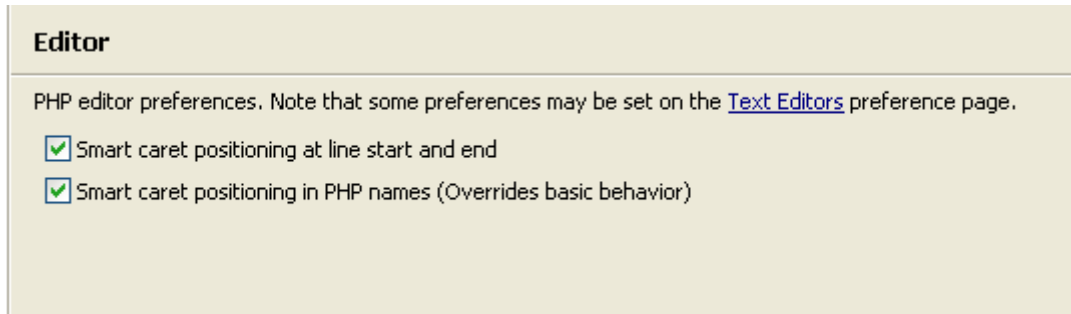 Editor
PHP editor preferences. Note that some preferences may be set on the Text Editors preference page.
Smart caret positioning at line start and end
Smart caret positioning in PHP names (Overrides basic behavior)